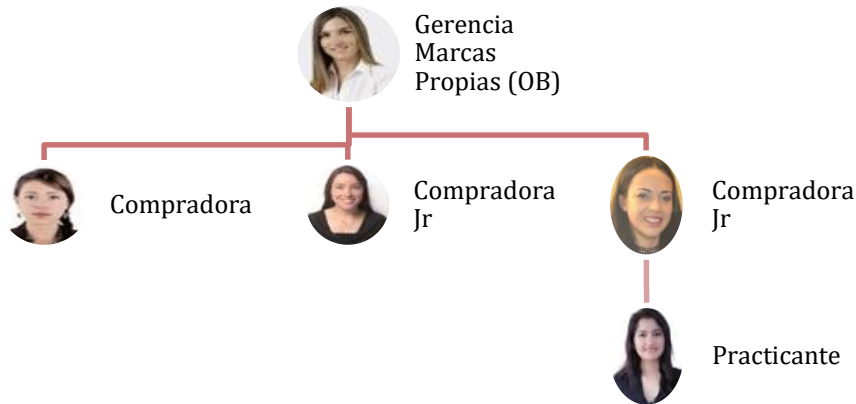 Gerencia
Marcas
Propias (OB)
Compradora
Compradora
Jr
Compradora
Jr
Practicante